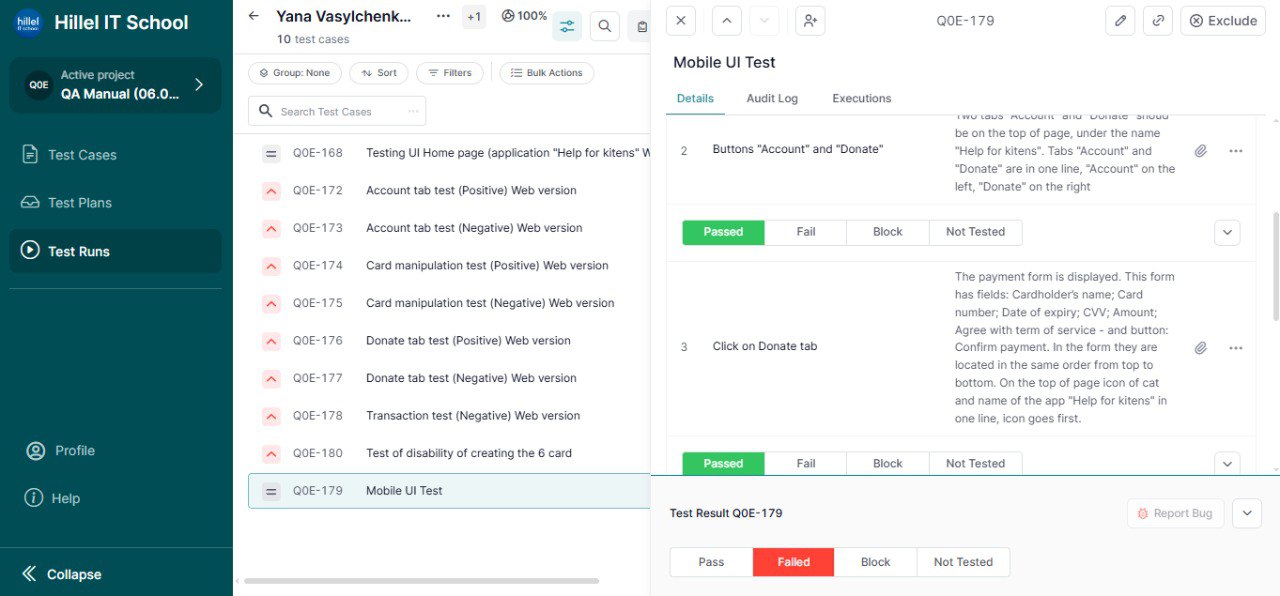 hillel
IT school
Hillel IT School
Q0E
Active project
QA Manual (06.0...
Test Cases
Test Plans
Test Runs
Profile
Help
Collapse
Yana Vasylchenk...
+1
100%
10 test cases
Group: None
Sort
Filters
Bulk Actions
Search Test Cases
Q0E-168 Testing UI Home page (application "Help for kitens" W
Q0E-172 Account tab test (Positive) Web version
Q0E-173 Account tab test (Negative) Web version
Q0E-174 Card manipulation test (Positive) Web version
Q0E-175 Card manipulation test (Negative) Web version
Q0E-176 Donate tab test (Positive) Web version
Q0E-177 Donate tab test (Negative) Web version
Q0E-178 Transaction test (Negative) Web version
Q0E-180 Test of disability of creating the 6 card
Q0E-179 Mobile UI Test
Q0E-179
Exclude
Mobile UI Test
Details
Audit Log
Executions
2
Buttons "Account" and "Donate"
Two tabs "Account" and "Donate" shoud
be on the top of page, under the name
"Help for kitens". Tabs "Account" and
"Donate" are in one line, "Account" on the
left, "Donate" on the right
Passed
Fail
Block
Not Tested
3
Click on Donate tab
The payment form is displayed. This form
has fields: Cardholder's name; Card
number; Date of expiry; CVV; Amount;
Agree with term of service - and button:
Confirm payment. In the form they are
located in the same order from top to
bottom. On the top of page icon of cat
and name of the app "Help for kitens" in
one line, icon goes first.
Passed
Fail
Block
Not Tested
Test Result Q0E-179
Report Bug
Pass
Failed
Block
Not Tested